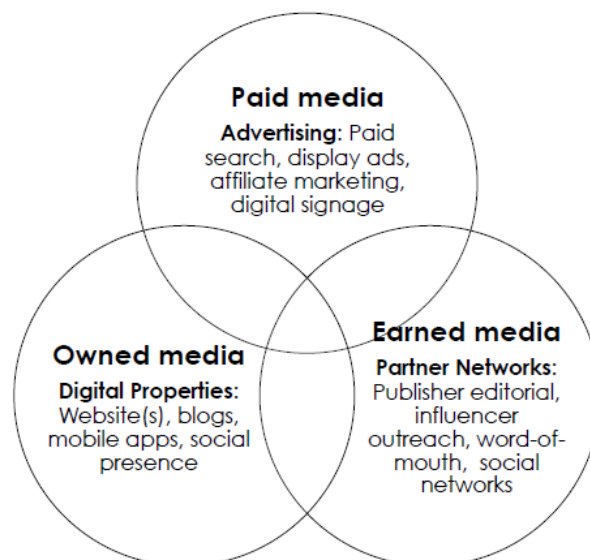 Paid media
Advertising: Paid
search, display ads,
affiliate marketing,
digital signage
Owned media
Digital Properties:
Website(s), blogs,
mobile apps, social
presence
Earned media
Partner Networks:
Publisher editorial,
influencer
outreach, word-of-
mouth, social
networks